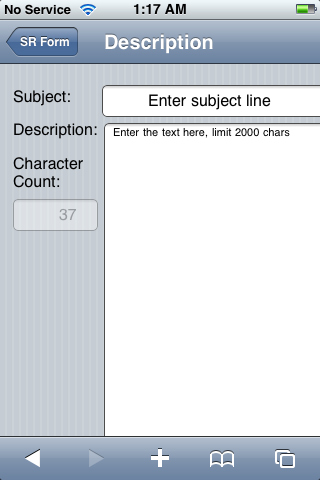 No Service 1:17 AM
SR Form Description
Subject: Enter subject line
Description: Enter the text here, limit 2000 chars
Character
Count:
37